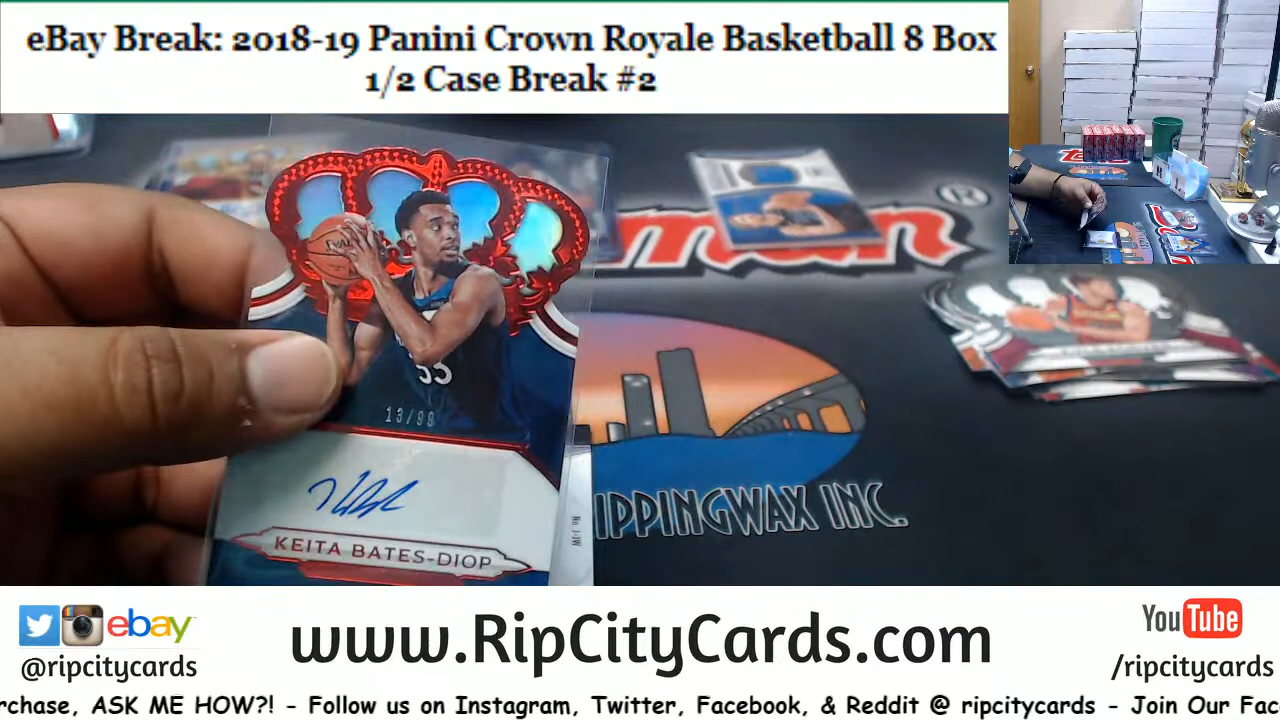 eBay Break: 2018-19 Panini Crown Royale Basketball 8 Box
1/2 Case Break #2
man ®
33
13/99
KEITA BATES-DIOP
IPPINGWAX INC.
www.RipCityCards.com
ebay
@ripcitycards
YouTube
/ripcitycards
rchase, ASK ME HOW?! - Follow us on Instagram, Twitter, Facebook, & Reddit @ ripcitycards - Join Our Fac